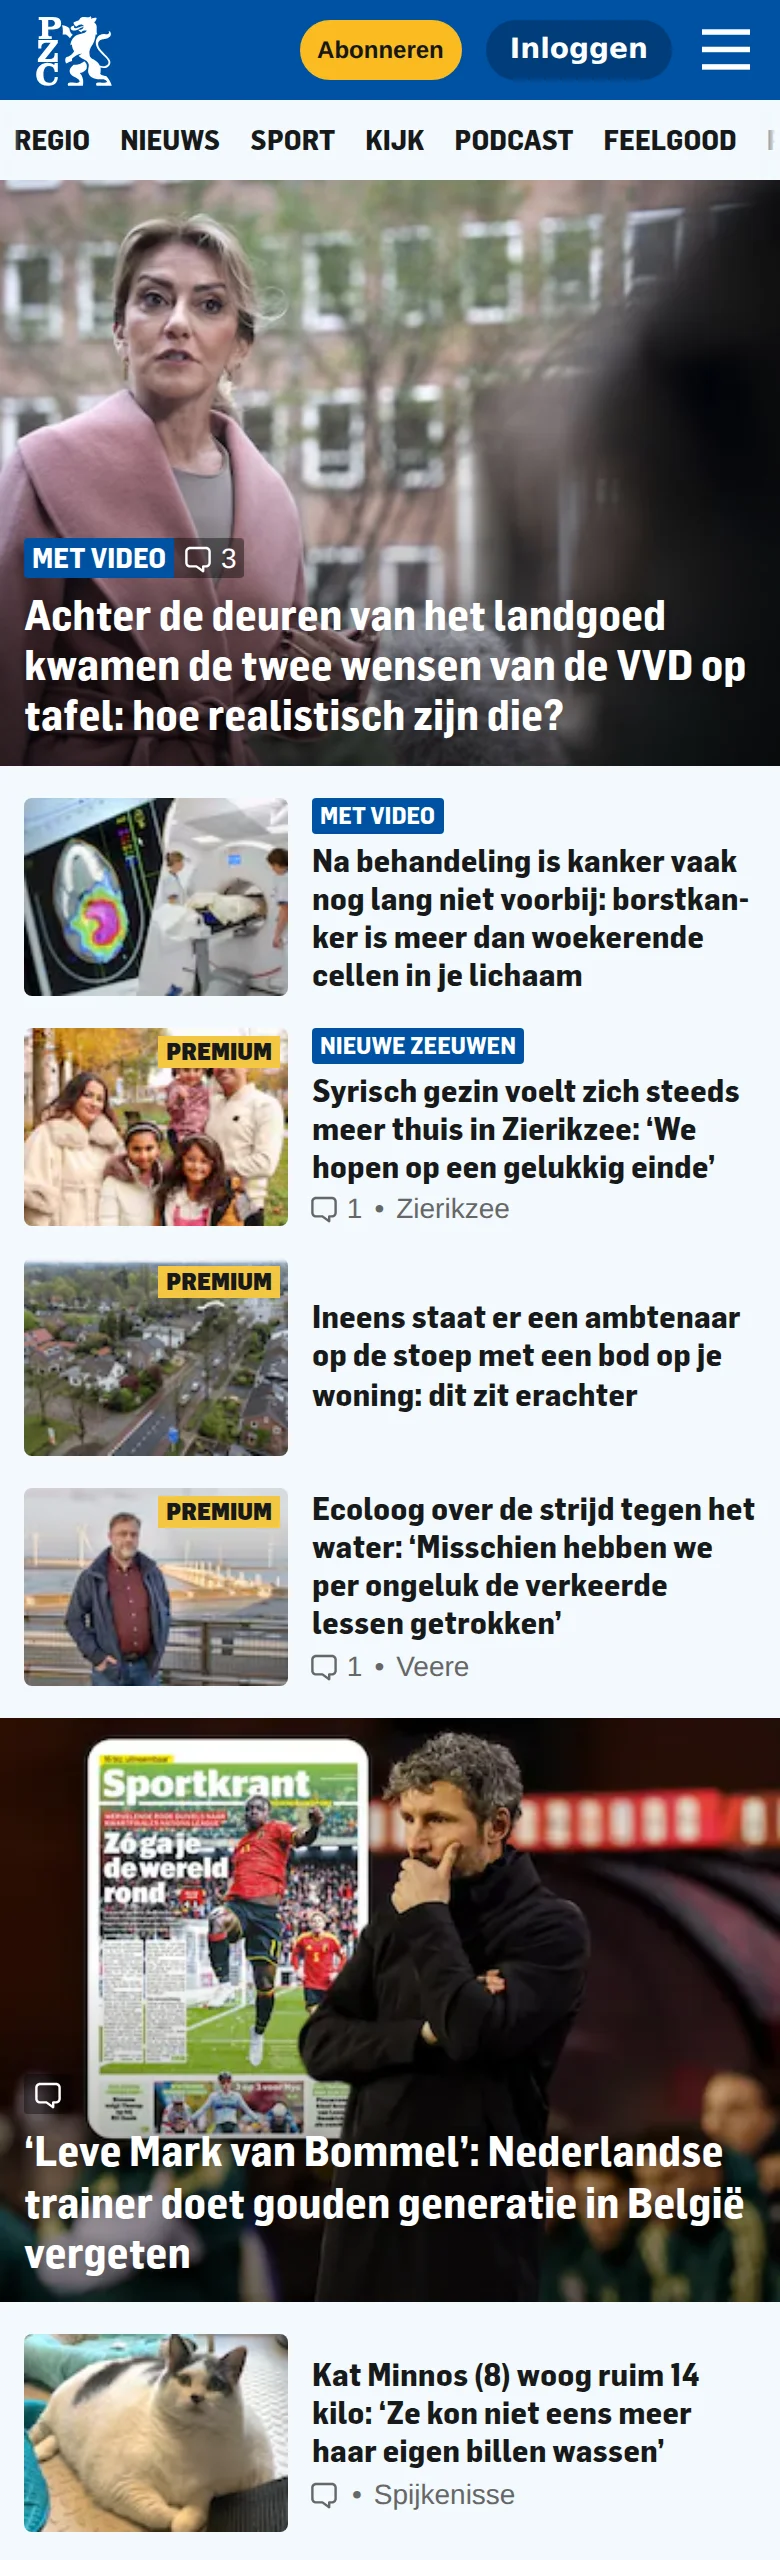 PZC
Abonneren
Inloggen
REGIO NIEUWS SPORT KIJK PODCAST FEELGOOD
MET VIDEO 3
Achter de deuren van het landgoed
kwamen de twee wensen van de VVD op
tafel: hoe realistisch zijn die?
MET VIDEO
Na behandeling is kanker vaak
nog lang niet voorbij: borstkan-
ker is meer dan woekerende
cellen in je lichaam
PREMIUM
NIEUWE ZEEUWEN
Syrisch gezin voelt zich steeds
meer thuis in Zierikzee: ‘We
hopen op een gelukkig einde’
1 • Zierikzee
PREMIUM
Ineens staat er een ambtenaar
op de stoep met een bod op je
woning: dit zit erachter
PREMIUM
Ecoloog over de strijd tegen het
water: ‘Misschien hebben we
per ongeluk de verkeerde
lessen getrokken’
1 • Veere
Sportkrant
Zó ga je
de wereld
rond
‘Leve Mark van Bommel’: Nederlandse
trainer doet gouden generatie in België
vergeten
Kat Minnos (8) woog ruim 14
kilo: ‘Ze kon niet eens meer
haar eigen billen wassen’
• Spijkenisse